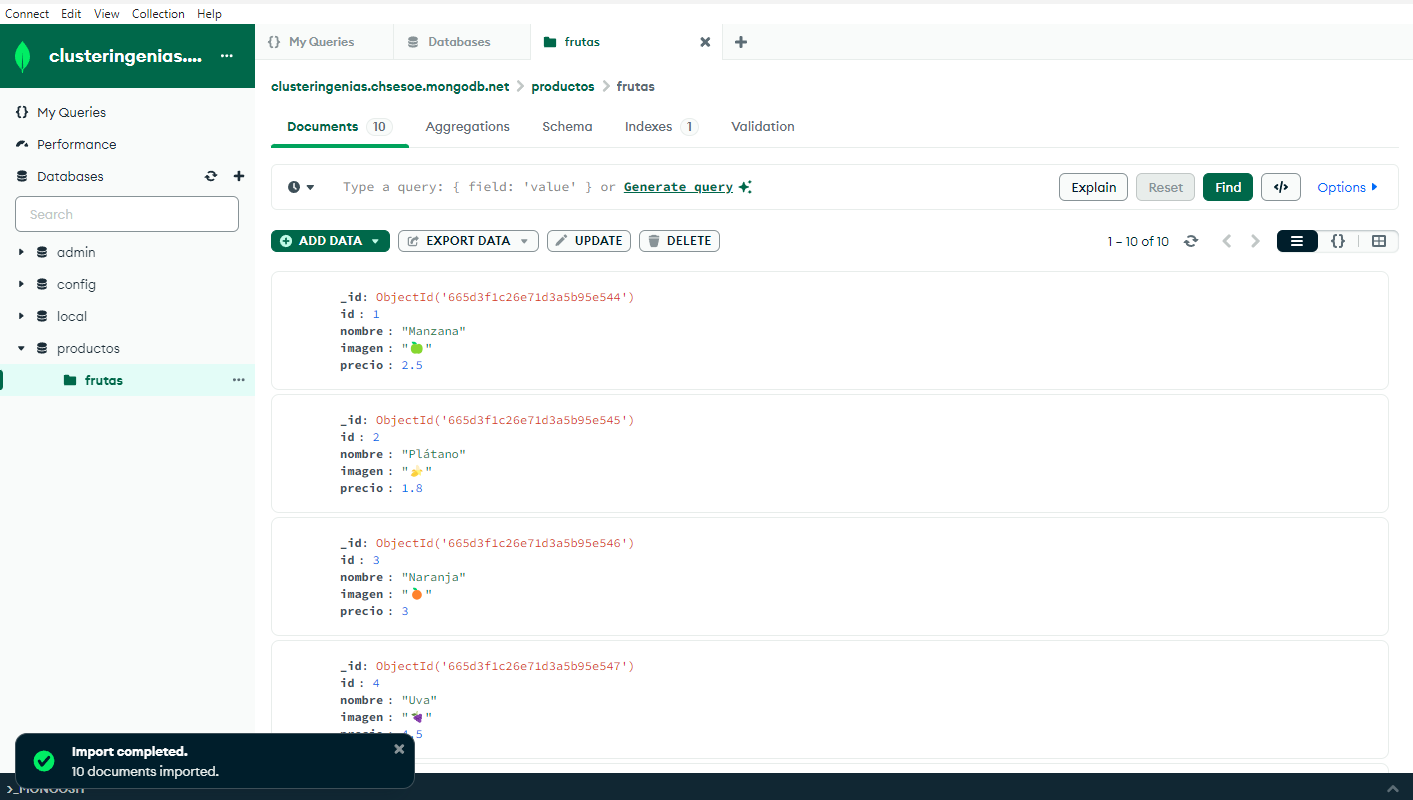 Connect Edit View Collection Help
clusteringenias....
My Queries
Performance
Databases
Search
admin
config
local
productos
frutas
My Queries Databases frutas
clusteringenias.chsesoe.mongodb.net > productos > frutas
Documents 10 Aggregations Schema Indexes 1 Validation
Type a query: { field: 'value' } or Generate query
Explain Reset Find </> Options
ADD DATA EXPORT DATA UPDATE DELETE
1 – 10 of 10 {}
_id: ObjectId('665d3f1c26e71d3a5b95e544')
id : 1
nombre : "Manzana"
imagen : "🍏"
precio : 2.5
_id: ObjectId('665d3f1c26e71d3a5b95e545')
id : 2
nombre : "Plátano"
imagen : "🍌"
precio : 1.8
_id: ObjectId('665d3f1c26e71d3a5b95e546')
id : 3
nombre : "Naranja"
imagen : "🍊"
precio : 3
_id: ObjectId('665d3f1c26e71d3a5b95e547')
id : 4
nombre : "Uva"
imagen : "🍇"
Import completed.
10 documents imported.
>_MONGOSH